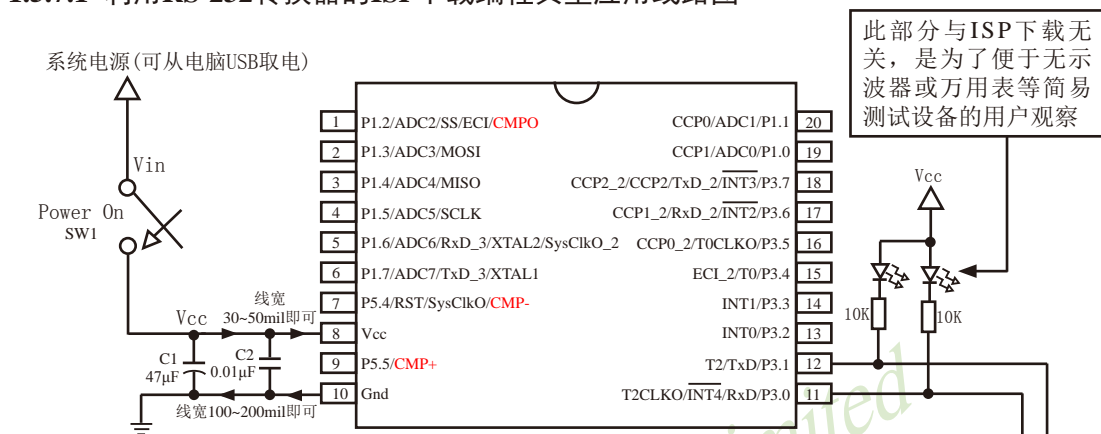 系统电源(可从电脑USB取电)
此部分与ISP下载无
关，是为了便于无示
波器或万用表等简易
测试设备的用户观察
Vin
Power On
SW1
Vcc
线宽
30~50mil即可
C1
47μF
C2
0.01μF
线宽100~200mil即可
1 P1.2/ADC2/SS/ECI/CMPO
2 P1.3/ADC3/MOSI
3 P1.4/ADC4/MISO
4 P1.5/ADC5/SCLK
5 P1.6/ADC6/RxD_3/XTAL2/SysClkO_2
6 P1.7/ADC7/TxD_3/XTAL1
7 P5.4/RST/SysClkO/CMP-
8 Vcc
9 P5.5/CMP+
10 Gnd
CCP0/ADC1/P1.1 20
CCP1/ADC0/P1.0 19
CCP2_2/CCP2/TxD_2/INT3/P3.7 18
CCP1_2/RxD_2/INT2/P3.6 17
CCP0_2/T0CLKO/P3.5 16
ECI_2/T0/P3.4 15
INT1/P3.3 14
INT0/P3.2 13
T2/TxD/P3.1 12
T2CLKO/INT4/RxD/P3.0 11
Vcc
10K
10K